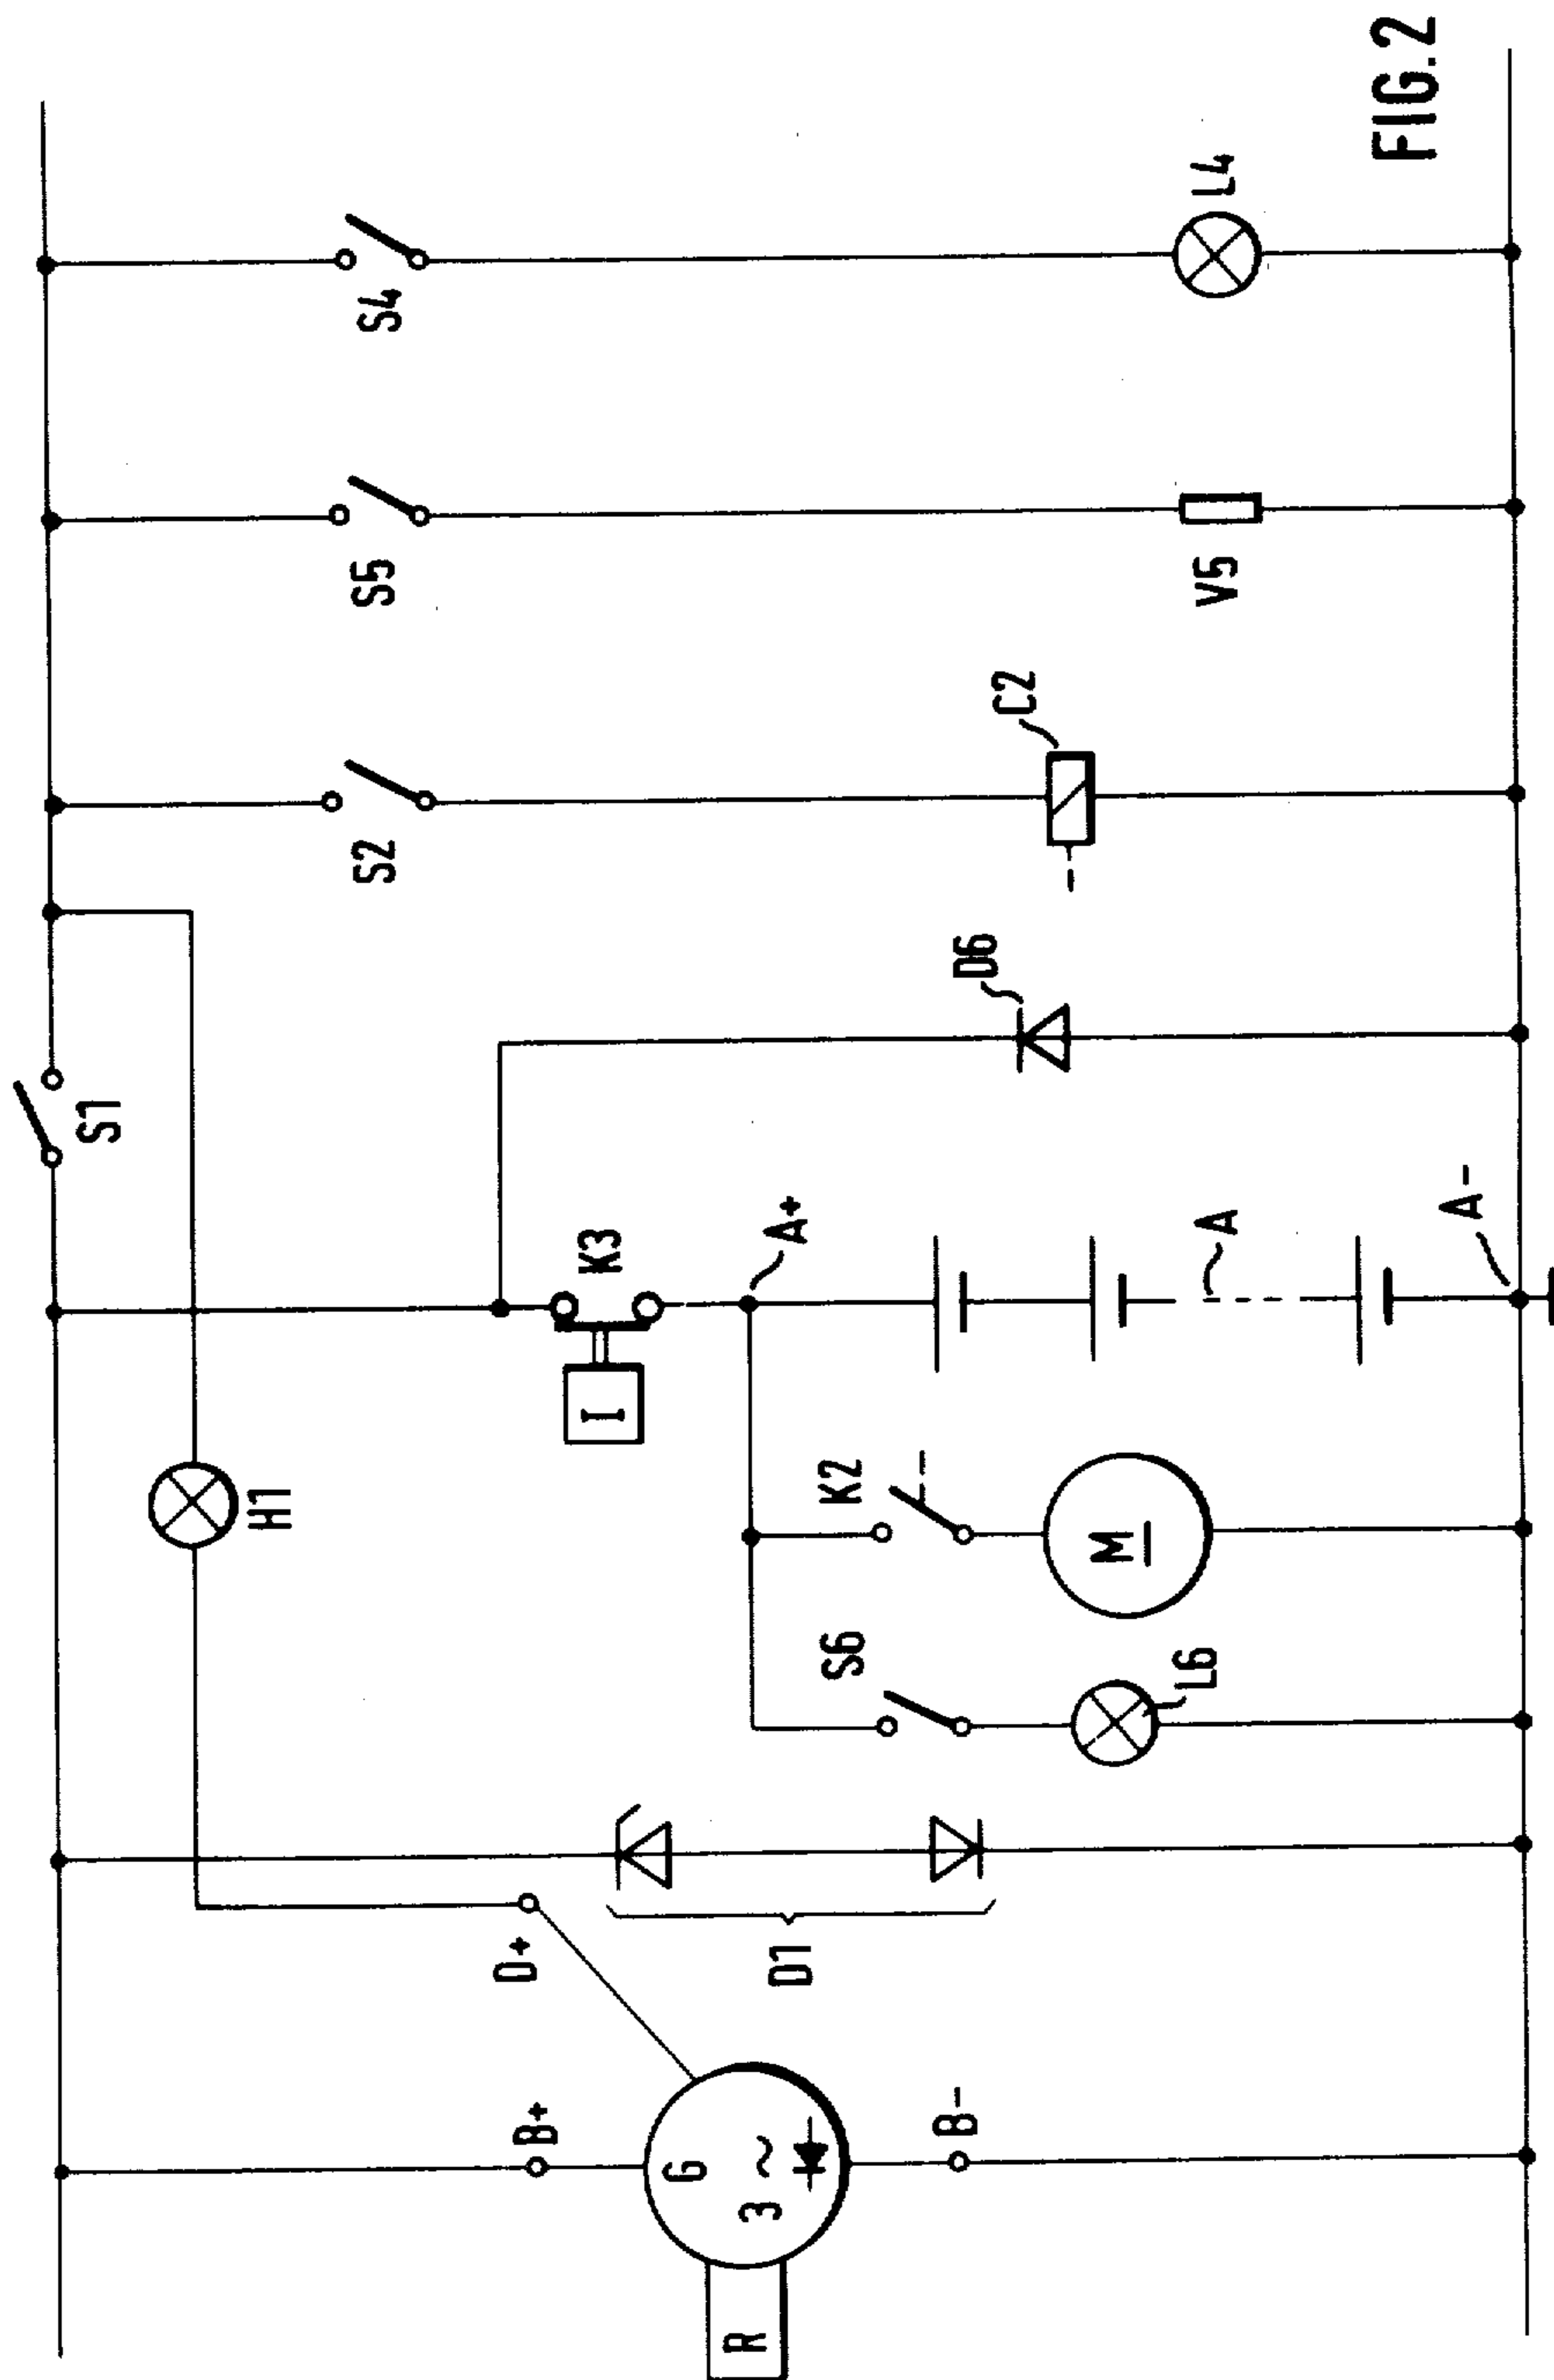 S1
H1
S2
S5
S4
K3
I
A+
D+
B+
D1
S6
K2
M
G
3 ~
R
B-
L6
A
A-
D6
C2
V5
L4
FIG.2